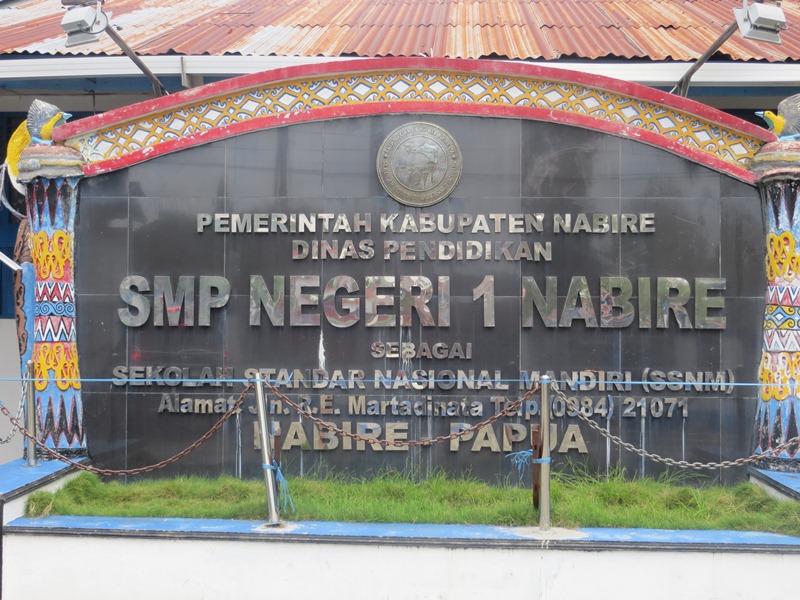 PEMERINTAH KABUPATEN NABIRE
DINAS PENDIDIKAN
SMP NEGERI 1 NABIRE
SEBAGAI
SEKOLAH STANDAR NASIONAL MANDIRI (SSNM)
Alamat Jln. R.E. Martadinata Telp. (0984) 21071
NABIRE - PAPUA